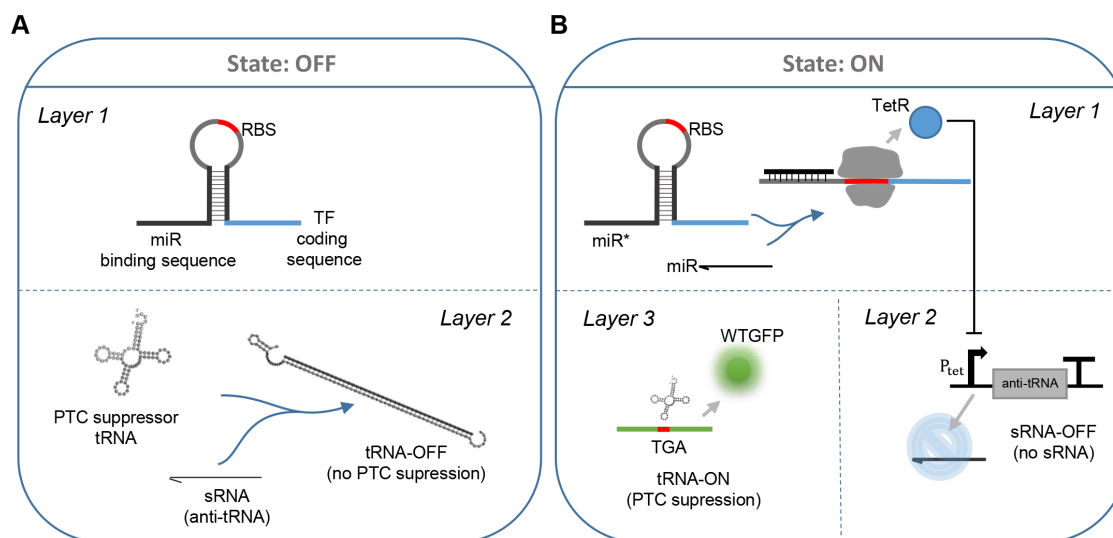 A
State: OFF
Layer 1
RBS
miR
binding sequence
TF
coding
sequence
Layer 2
PTC suppressor
tRNA
tRNA-OFF
(no PTC supression)
sRNA
(anti-tRNA)
B
State: ON
Layer 1
TetR
RBS
miR*
miR
Layer 3
WTGFP
TGA
tRNA-ON
(PTC supression)
Layer 2
Ptet
anti-tRNA
sRNA-OFF
(no sRNA)